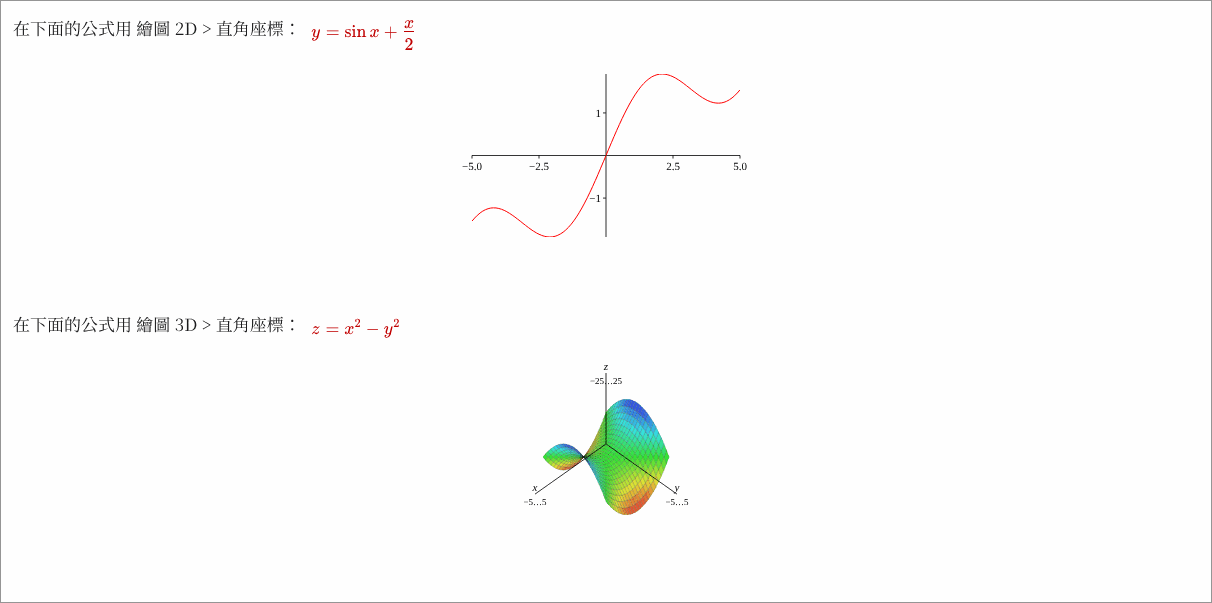 在下面的公式用 繪圖 2D > 直角座標： y = sin x + x/2
1
−5.0 −2.5 2.5 5.0
−1
在下面的公式用 繪圖 3D > 直角座標： z = x² − y²
z
−25…25
x y
−5…5 −5…5